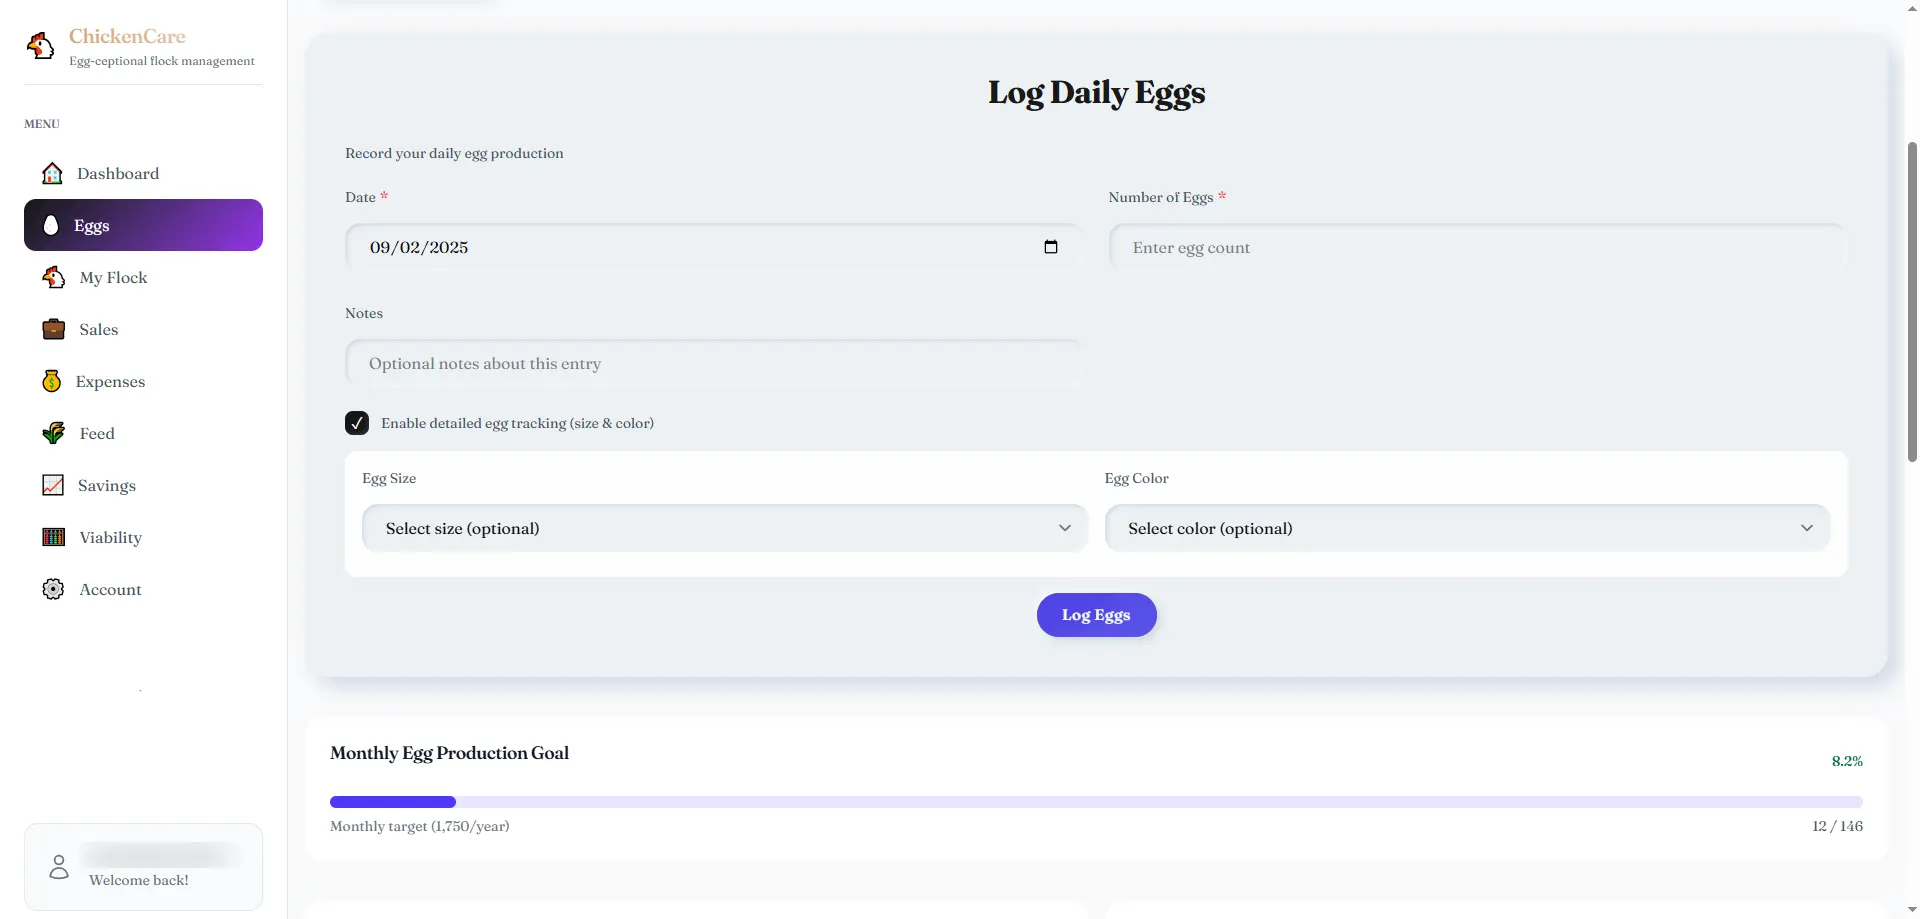 ChickenCare
Egg-ceptional flock management
MENU
Dashboard
Eggs
My Flock
Sales
Expenses
Feed
Savings
Viability
Account
Welcome back!
Log Daily Eggs
Record your daily egg production
Date *
Number of Eggs *
09/02/2025
Enter egg count
Notes
Optional notes about this entry
Enable detailed egg tracking (size & color)
Egg Size
Egg Color
Select size (optional)
Select color (optional)
Log Eggs
Monthly Egg Production Goal
8.2%
Monthly target (1,750/year)
12 / 146